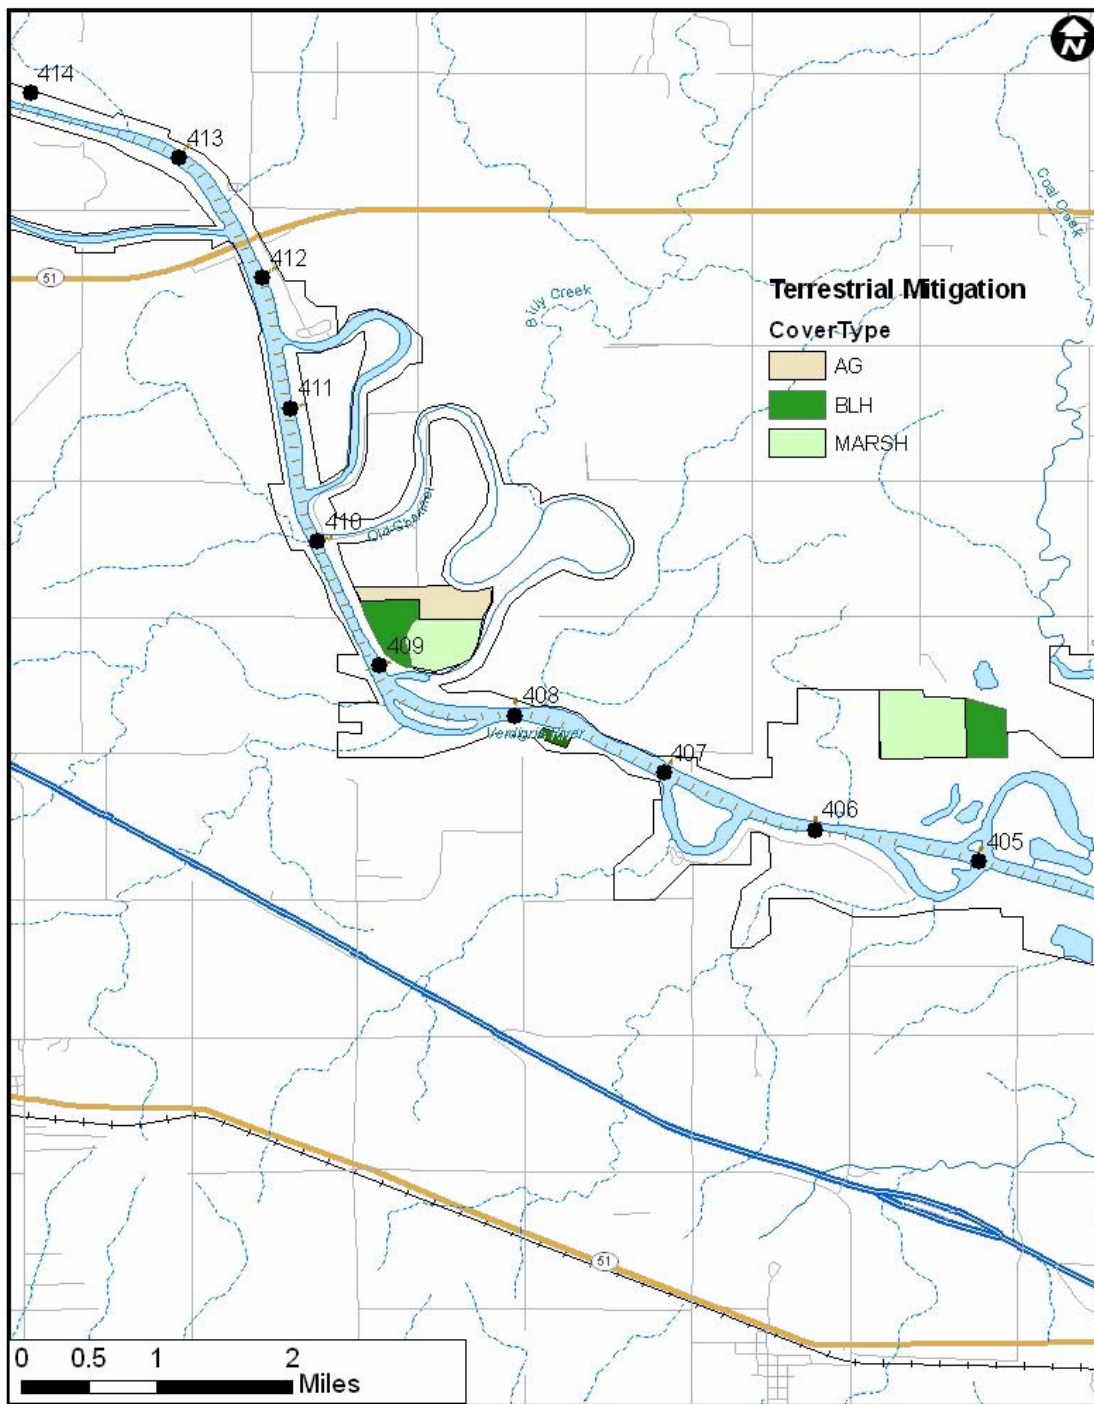 N
414
413
Coal Creek
412
51
Terrestrial Mitigation
Billy Creek
CoverType
AG
411
BLH
MARSH
Old Channel
410
409
408
Verdigris River
407
406
405
51
0 0.5 1 2
Miles